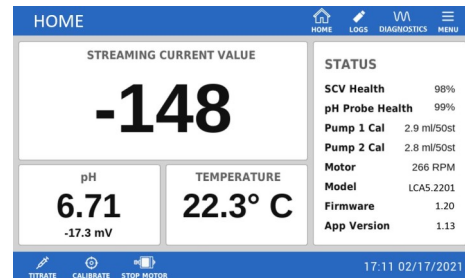 HOME
HOME LOGS DIAGNOSTICS MENU
STREAMING CURRENT VALUE
-148
pH
6.71
-17.3 mV
TEMPERATURE
22.3° C
STATUS
SCV Health 98%
pH Probe Health 99%
Pump 1 Cal 2.9 ml/50st
Pump 2 Cal 2.8 ml/50st
Motor 266 RPM
Model LCA5.2201
Firmware 1.20
App Version 1.13
TITRATE CALIBRATE STOP MOTOR
17:11 02/17/2021